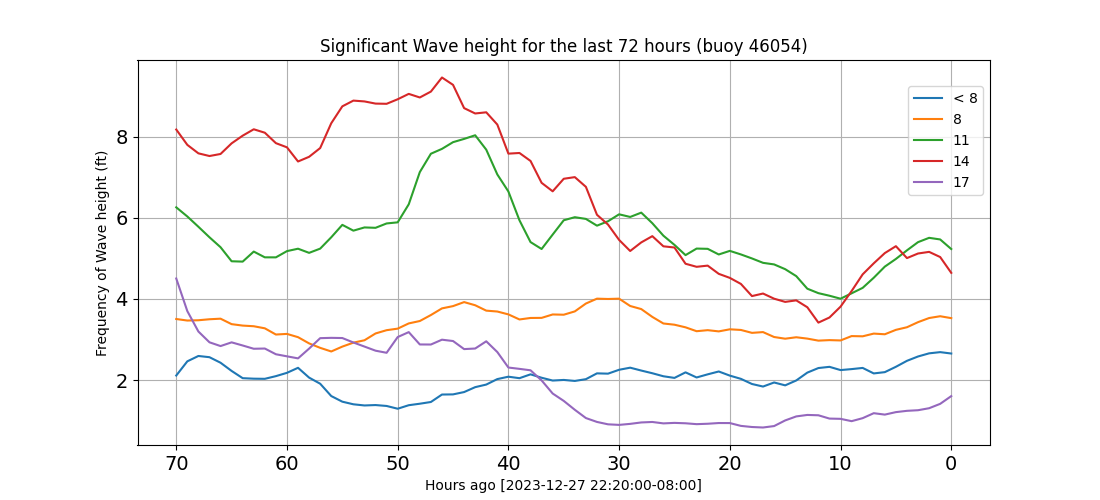 Significant Wave height for the last 72 hours (buoy 46054)
Frequency of Wave height (ft)
8
6
4
2
< 8
8
11
14
17
70 60 50 40 30 20 10 0
Hours ago [2023-12-27 22:20:00-08:00]